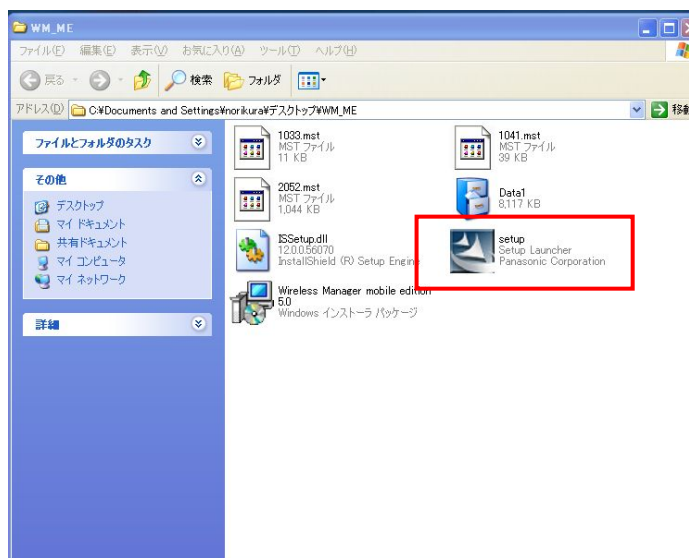 WM_ME
ファイル(F) 編集(E) 表示(V) お気に入り(A) ツール(T) ヘルプ(H)
戻る 検索 フォルダ
アドレス(D) C:¥Documents and Settings¥norikura¥デスクトップ¥WM_ME 移動
ファイルとフォルダのタスク
その他
デスクトップ
マイ ドキュメント
共有ドキュメント
マイ コンピュータ
マイ ネットワーク
詳細
1033.mst
MST ファイル
11 KB
1041.mst
MST ファイル
39 KB
2052.mst
MST ファイル
1,044 KB
Data1
8,117 KB
ISSetup.dll
12.0.0.56070
InstallShield (R) Setup Engine
setup
Setup Launcher
Panasonic Corporation
Wireless Manager mobile edition
5.0
Windows インストーラ パッケージ